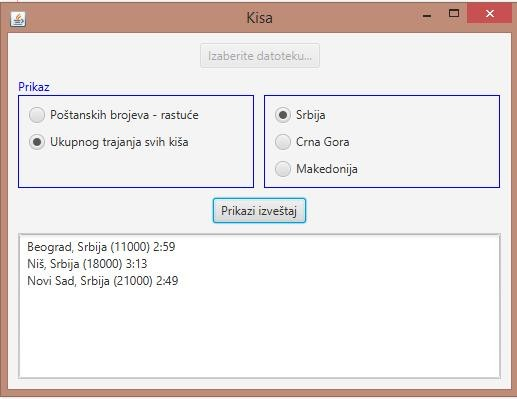 Kisa
Izaberite datoteku...
Prikaz
Poštanskih brojeva - rastuće
Ukupnog trajanja svih kiša
Srbija
Crna Gora
Makedonija
Prikazi izveštaj
Beograd, Srbija (11000) 2:59
Niš, Srbija (18000) 3:13
Novi Sad, Srbija (21000) 2:49